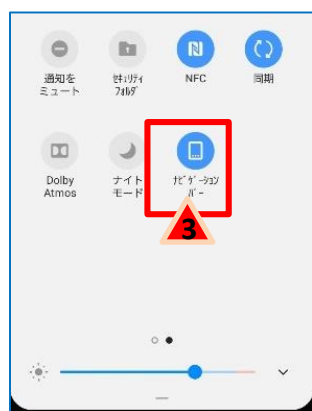 通知を
ミュート
ｾｷｭﾘﾃｨ
ﾌｫﾙﾀﾞ
NFC
同期
Dolby
Atmos
ナイト
モード
ﾅﾋﾞｹﾞｰｼｮﾝ
ﾊﾞｰ
3